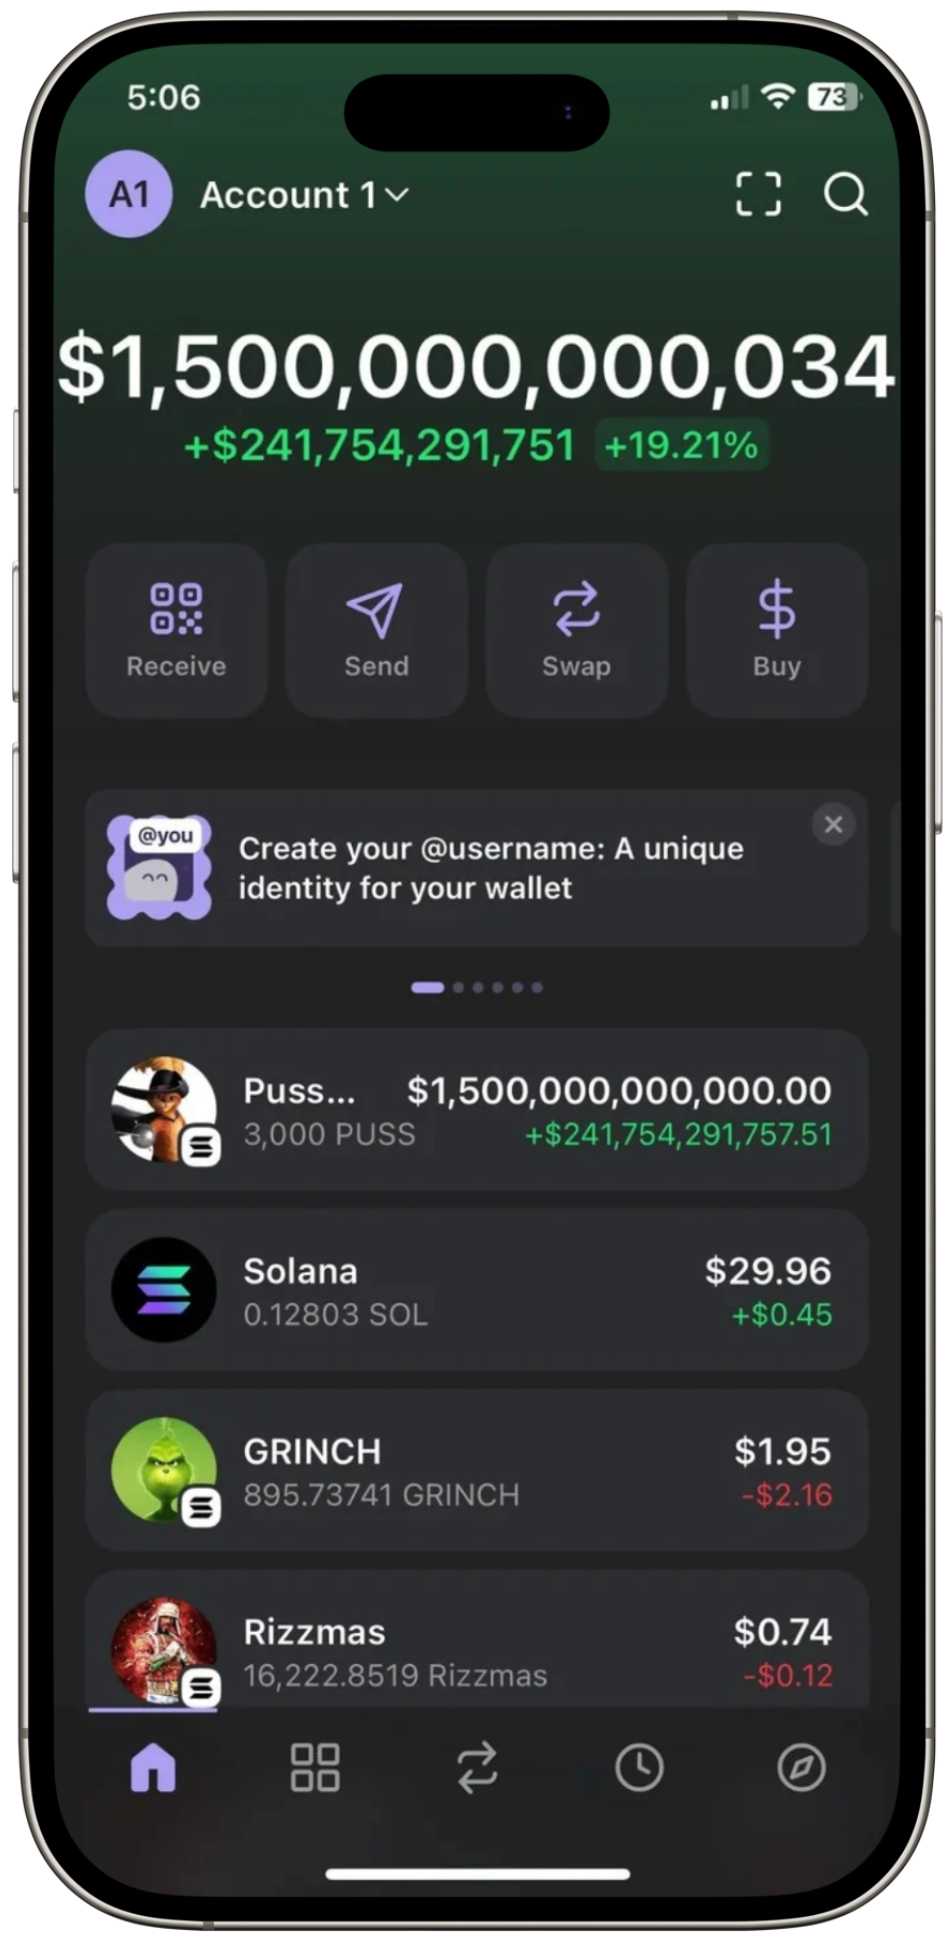 5:06
73
A1 Account 1
$1,500,000,000,034
+$241,754,291,751 +19.21%
Receive Send Swap Buy
@you
Create your @username: A unique
identity for your wallet
Puss... $1,500,000,000,000.00
3,000 PUSS +$241,754,291,757.51
Solana $29.96
0.12803 SOL +$0.45
GRINCH $1.95
895.73741 GRINCH -$2.16
Rizzmas $0.74
16,222.8519 Rizzmas -$0.12